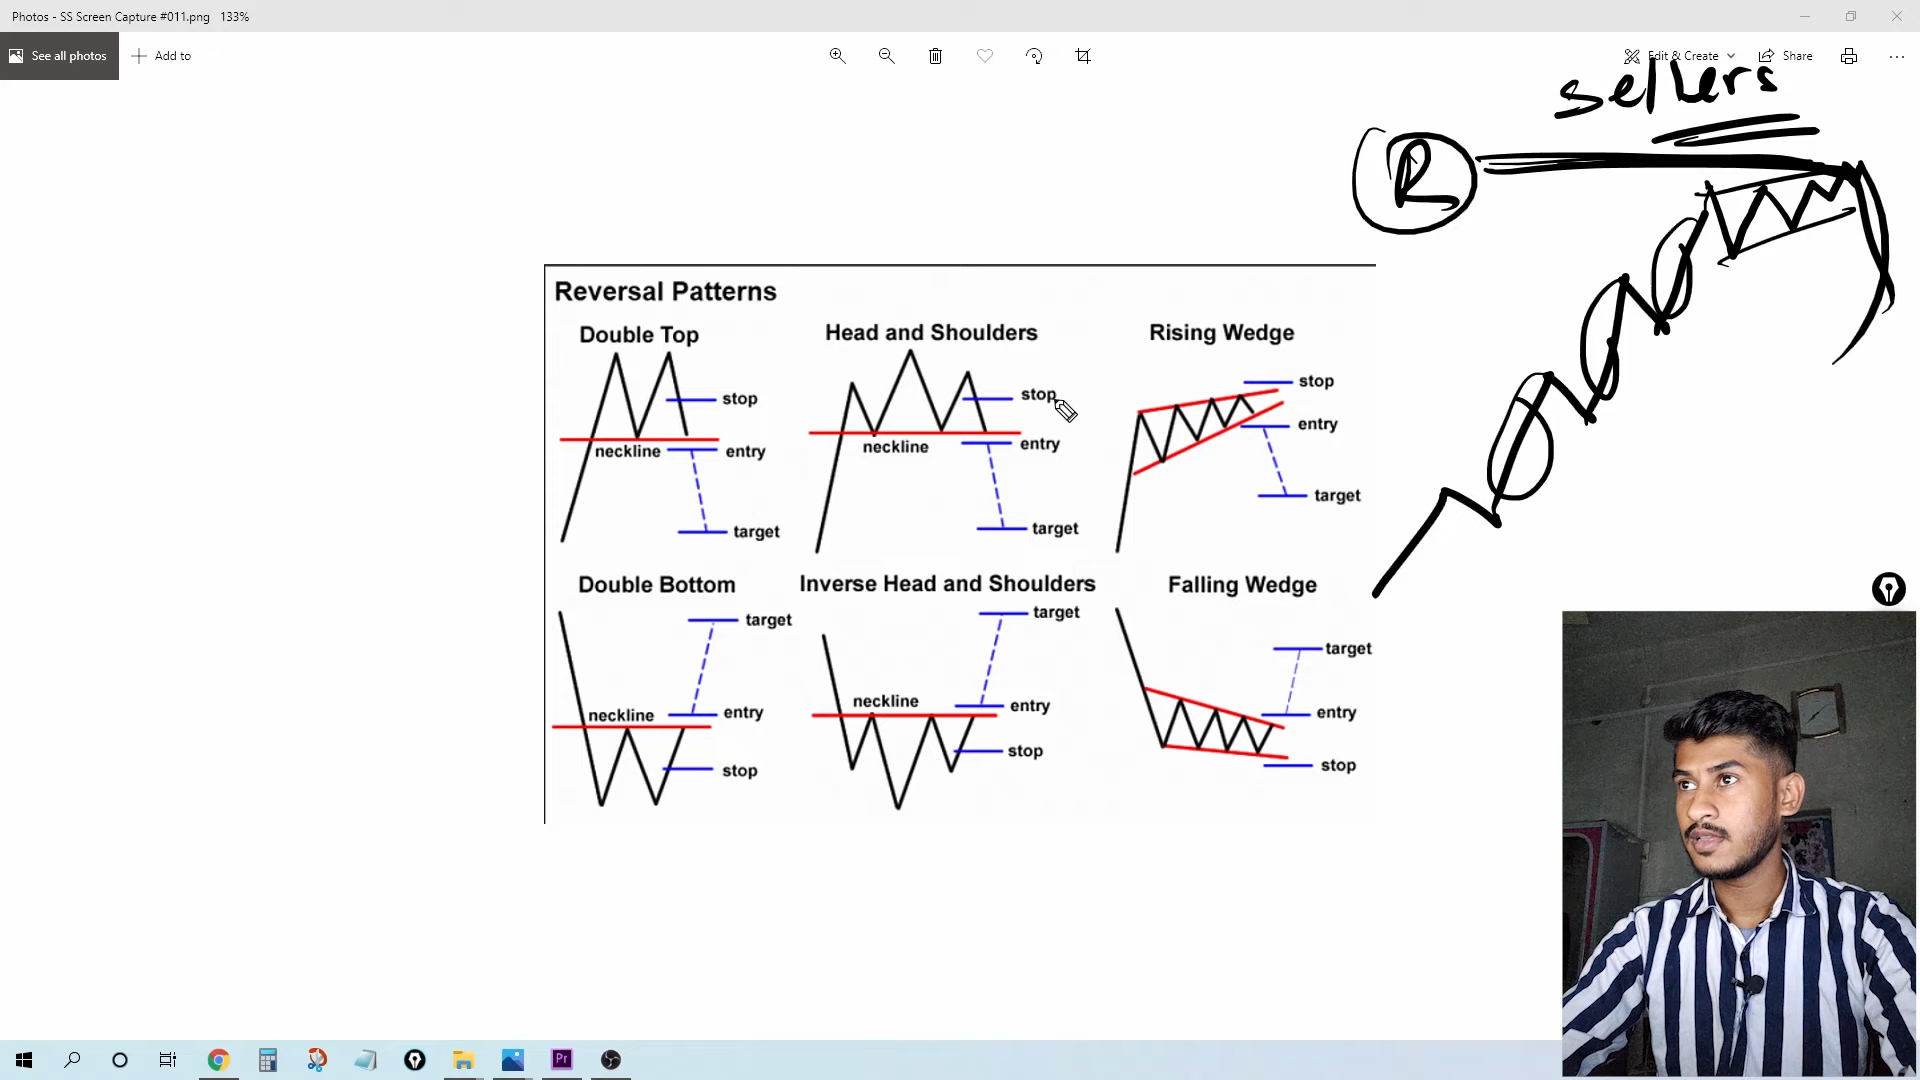 Photos - SS Screen Capture #011.png 133%
See all photos
Add to
Edit & Create
Share
sellers
R
Reversal Patterns
Double Top
stop
neckline
entry
target
Head and Shoulders
stop
neckline
entry
target
Rising Wedge
stop
entry
target
Double Bottom
target
neckline
entry
stop
Inverse Head and Shoulders
target
neckline
entry
stop
Falling Wedge
target
entry
stop
Pr